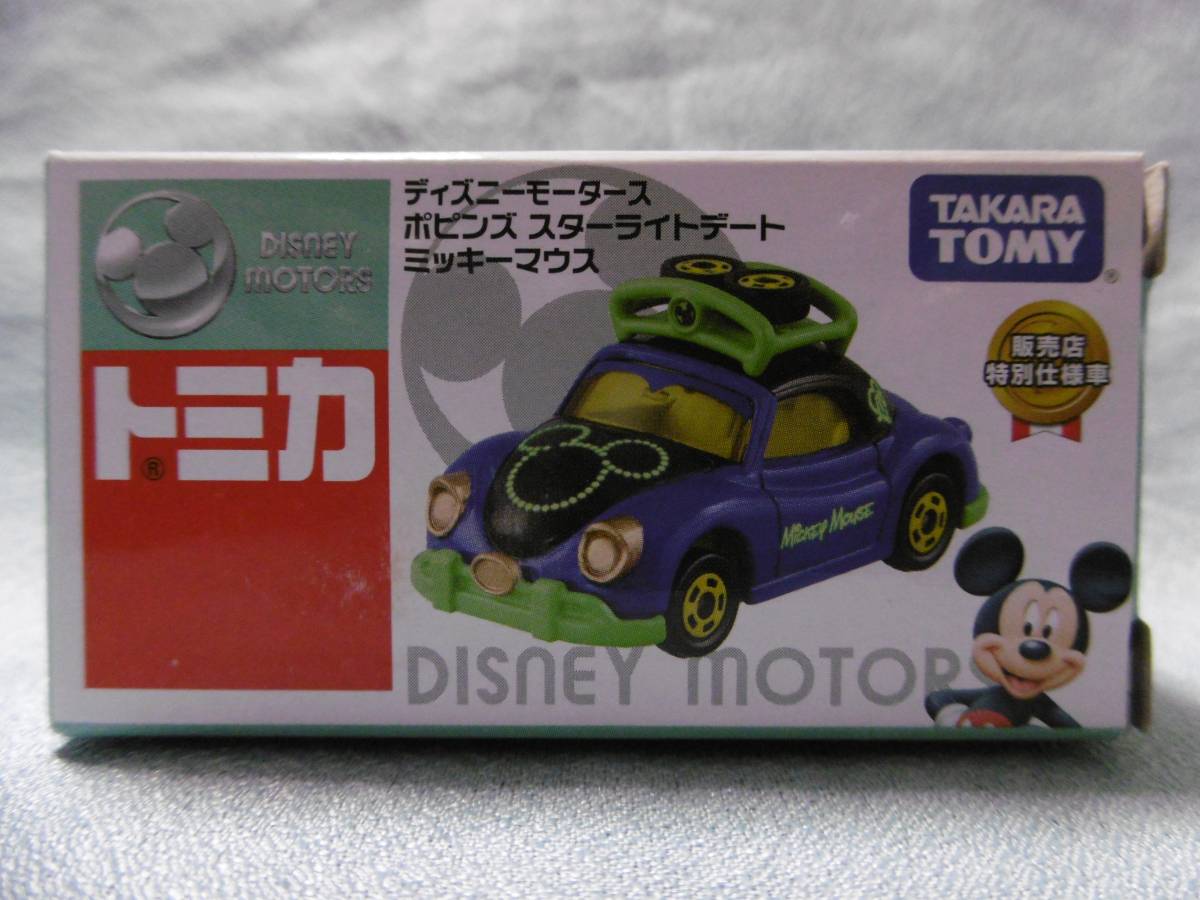 DISNEY
MOTORS
トミカ
®
ディズニーモータース
ポピンズ スターライトデート
ミッキーマウス
TAKARA
TOMY
®
販売店
特別仕様車
MICKEY MOUSE
DISNEY MOTORS